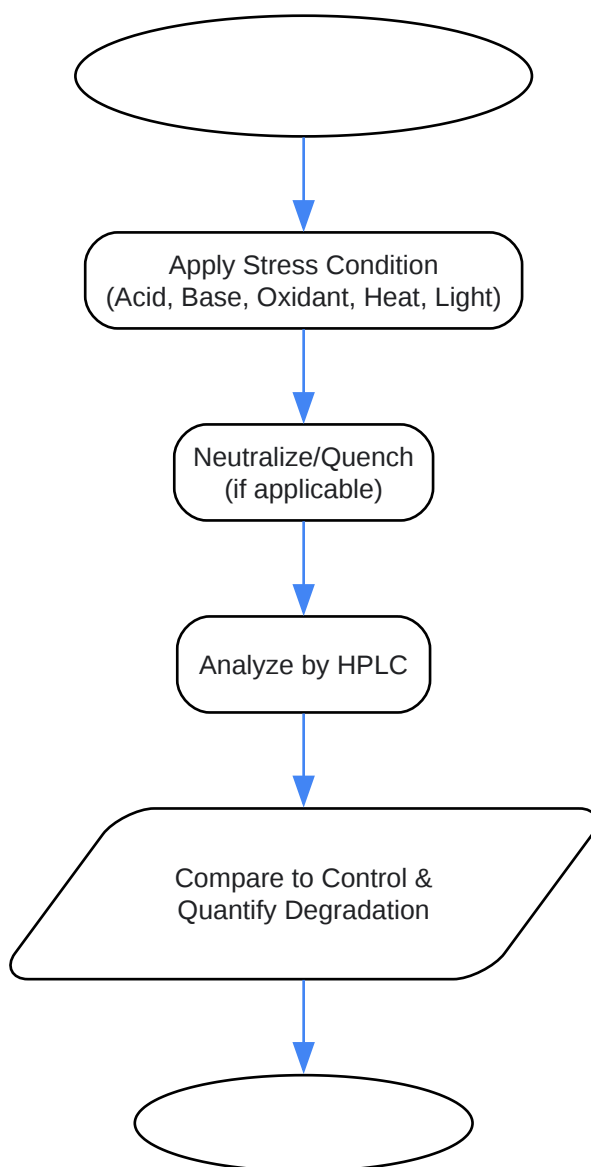 Apply Stress Condition
(Acid, Base, Oxidant, Heat, Light)
Neutralize/Quench
(if applicable)
Analyze by HPLC
Compare to Control &
Quantify Degradation